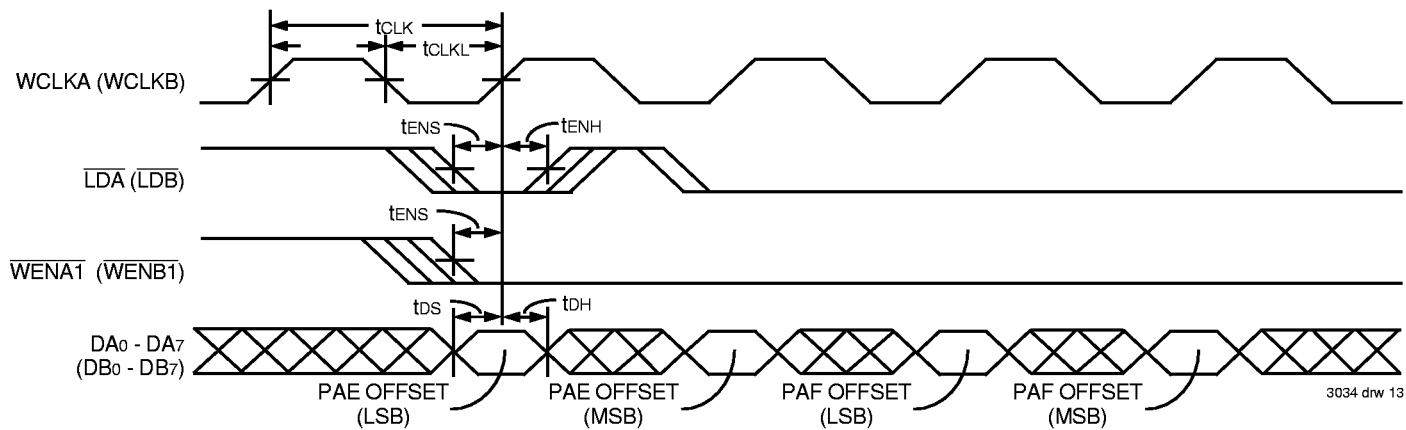 tCLK
tCLKL
WCLKA (WCLKB)
tENS
tENH
LDA (LDB)
tENS
WENA1 (WENB1)
tDS
tDH
DA0 - DA7
(DB0 - DB7)
PAE OFFSET
(LSB)
PAE OFFSET
(MSB)
PAF OFFSET
(LSB)
PAF OFFSET
(MSB)
3034 drw 13